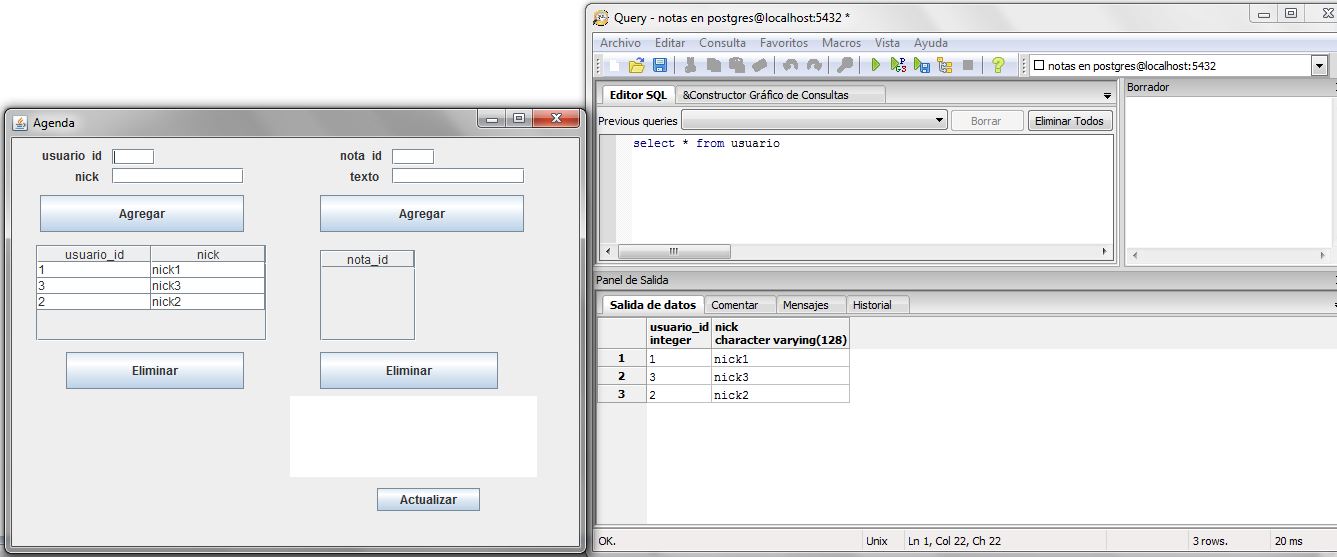 Agenda
usuario_id
nick
Agregar
usuario_id nick
1 nick1
3 nick3
2 nick2
Eliminar
nota_id
texto
Agregar
nota_id
Eliminar
Actualizar
Query - notas en postgres@localhost:5432 *
Archivo Editar Consulta Favoritos Macros Vista Ayuda
notas en postgres@localhost:5432
Editor SQL &Constructor Gráfico de Consultas
Previous queries Borrar Eliminar Todos
select * from usuario
Borrador
Panel de Salida
Salida de datos Comentar Mensajes Historial
usuario_id nick
integer character varying(128)
1 1 nick1
2 3 nick3
3 2 nick2
OK. Unix Ln 1, Col 22, Ch 22 3 rows. 20 ms